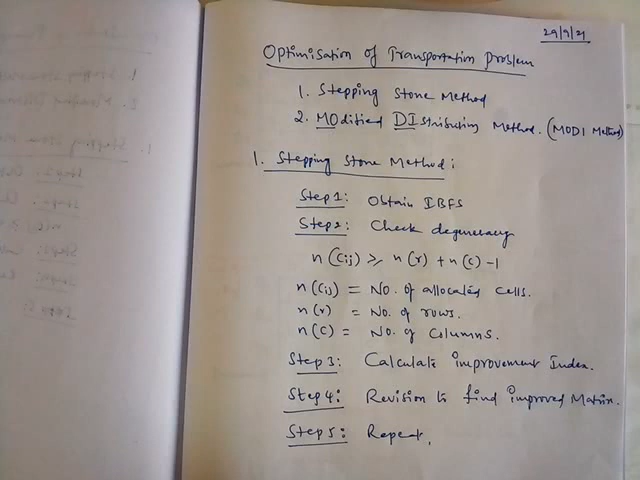 29/9/21
Optimisation of Transportation Problem
1. Stepping Stone Method
2. MOdified DIstributing Method. (MODI Method)
1. Stepping Stone Method:
Step 1: Obtain IBFS
Step 2: Check degeneracy
n(Cij) ≥ n(r) + n(c) - 1
n(Cij) = No. of allocated cells.
n(r) = No. of rows.
n(C) = No. of Columns.
Step 3: Calculate improvement Index.
Step 4: Revision to find improved Matrix.
Step 5: Repeat.